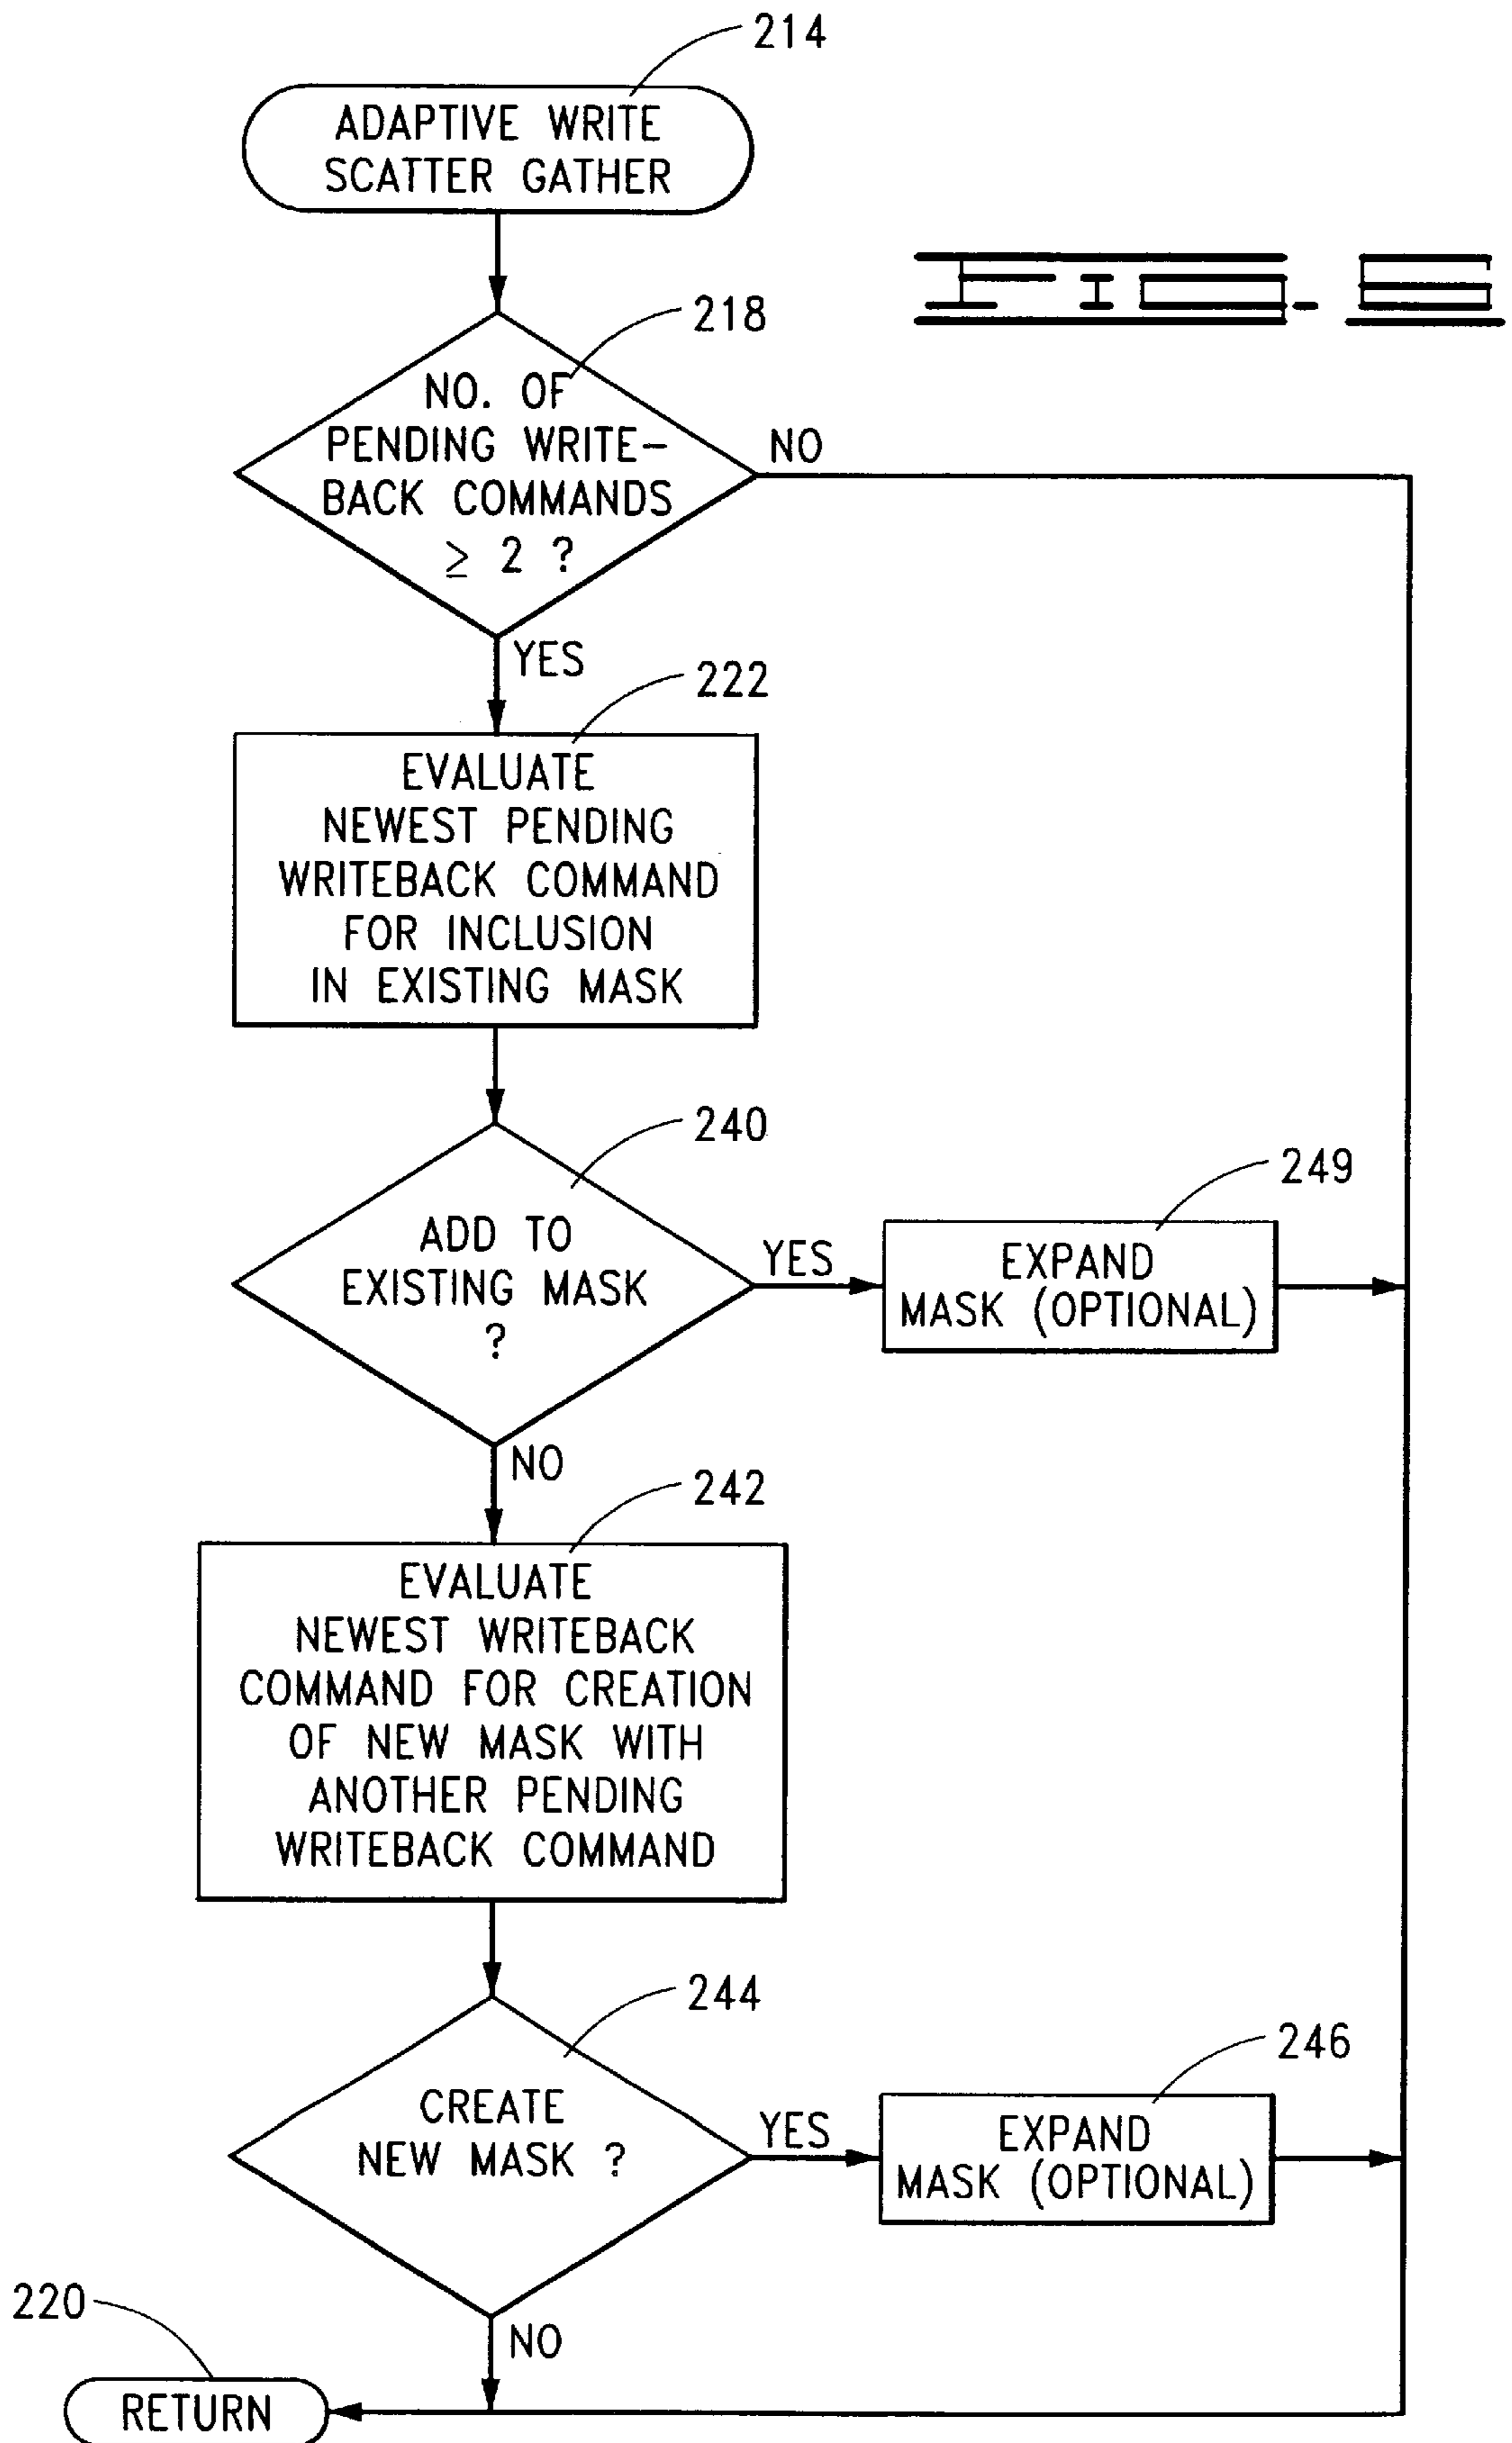 214
ADAPTIVE WRITE
SCATTER GATHER
218
NO. OF
PENDING WRITE-
BACK COMMANDS
≥ 2 ?
NO
YES
222
EVALUATE
NEWEST PENDING
WRITEBACK COMMAND
FOR INCLUSION
IN EXISTING MASK
240
ADD TO
EXISTING MASK
?
YES
249
EXPAND
MASK (OPTIONAL)
NO
242
EVALUATE
NEWEST WRITEBACK
COMMAND FOR CREATION
OF NEW MASK WITH
ANOTHER PENDING
WRITEBACK COMMAND
244
CREATE
NEW MASK ?
YES
246
EXPAND
MASK (OPTIONAL)
NO
220
RETURN